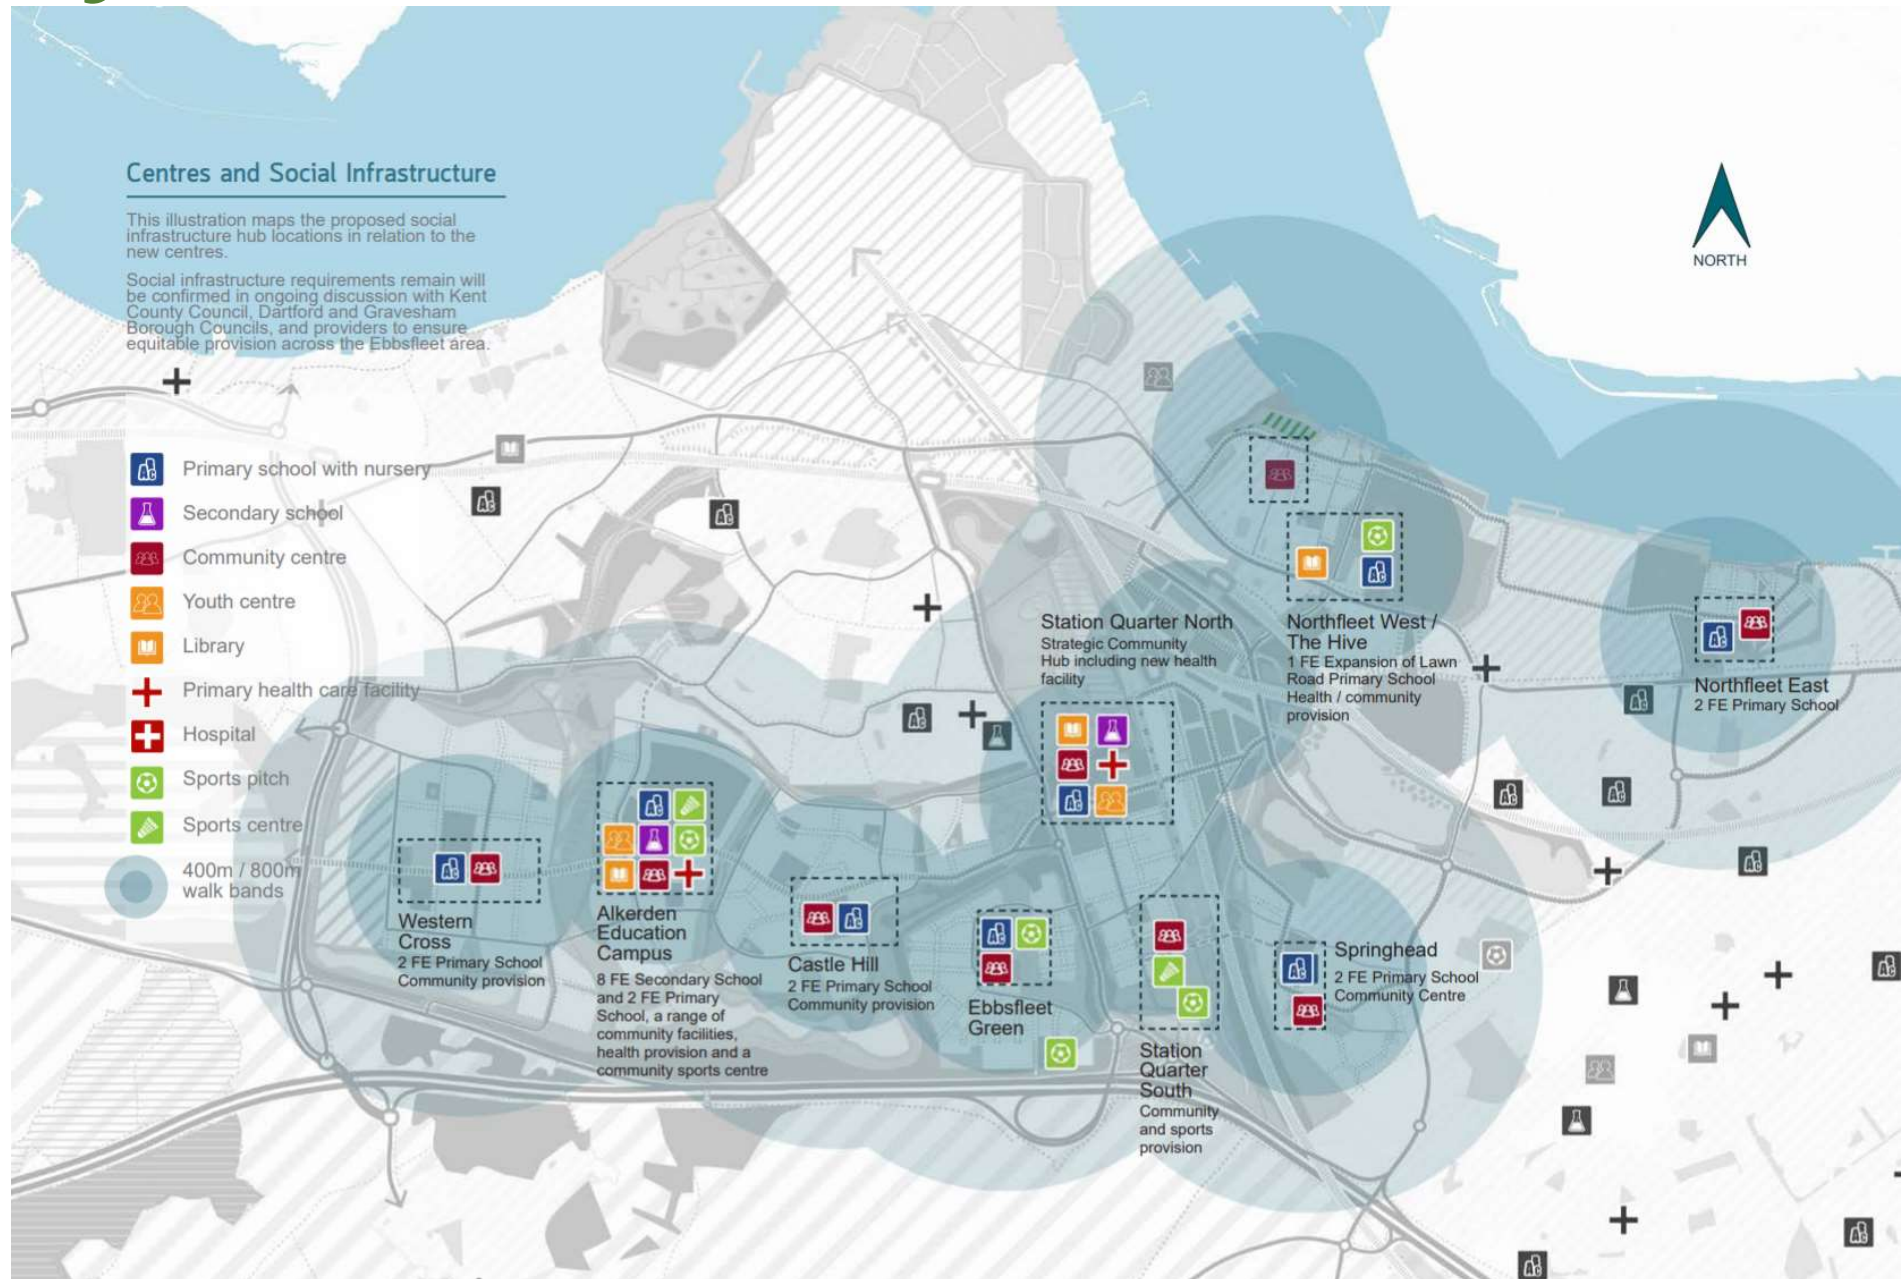 Centres and Social Infrastructure
This illustration maps the proposed social
infrastructure hub locations in relation to the
new centres.
Social infrastructure requirements remain will
be confirmed in ongoing discussion with Kent
County Council, Dartford and Gravesham
Borough Councils, and providers to ensure
equitable provision across the Ebbsfleet area.
NORTH
Primary school with nursery
Secondary school
Community centre
Youth centre
Library
Primary health care facility
Hospital
Sports pitch
Sports centre
400m / 800m
walk bands
Station Quarter North
Strategic Community
Hub including new health
facility
Northfleet West /
The Hive
1 FE Expansion of Lawn
Road Primary School
Health / community
provision
Northfleet East
2 FE Primary School
Western
Cross
2 FE Primary School
Community provision
Alkerden
Education
Campus
8 FE Secondary School
and 2 FE Primary
School, a range of
community facilities,
health provision and a
community sports centre
Castle Hill
2 FE Primary School
Community provision
Ebbsfleet
Green
Station
Quarter
South
Community
and sports
provision
Springhead
2 FE Primary School
Community Centre